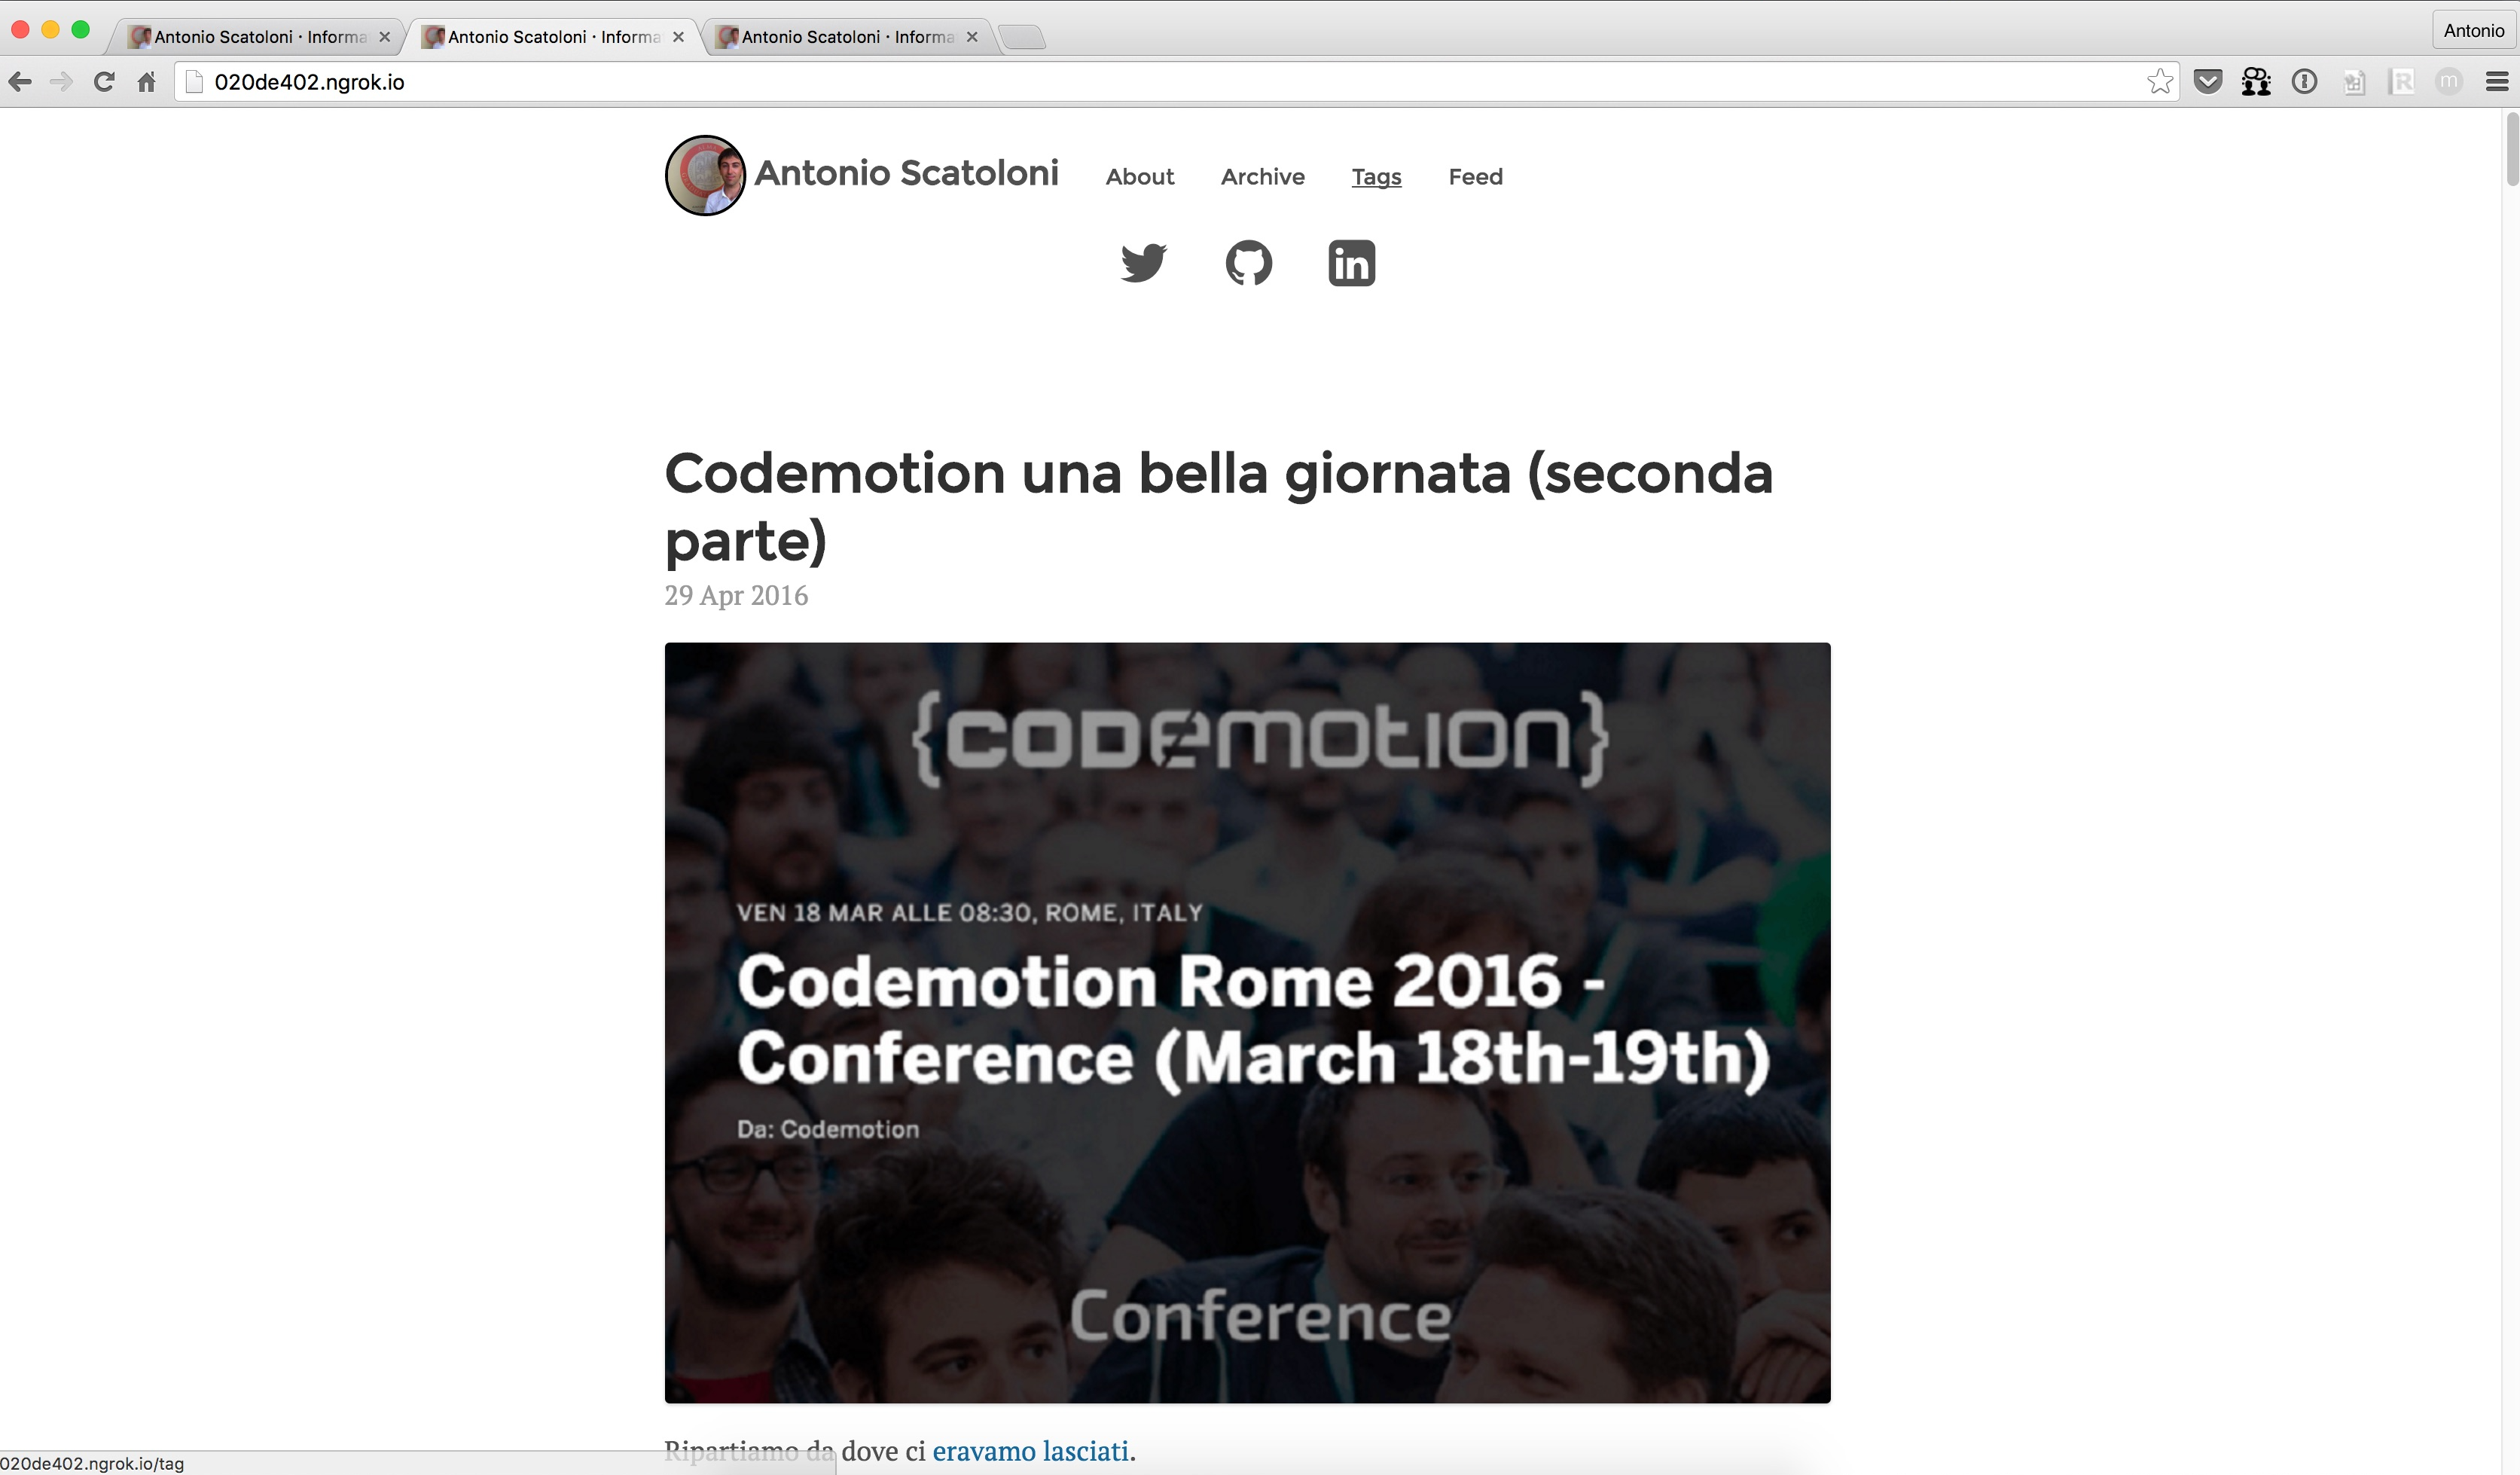 Antonio Scatoloni · Informa
Antonio Scatoloni · Informa
Antonio Scatoloni · Informa
Antonio
020de402.ngrok.io
R
m
Antonio Scatoloni
About
Archive
Tags
Feed
in
Codemotion una bella giornata (seconda
parte)
29 Apr 2016
{codemotion}
VEN 18 MAR ALLE 08:30, ROME, ITALY
Codemotion Rome 2016 -
Conference (March 18th-19th)
Da: Codemotion
Conference
Ripartiamo da dove ci eravamo lasciati.
020de402.ngrok.io/tag